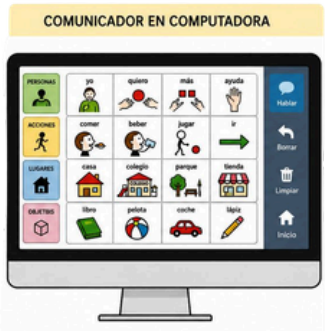 COMUNICADOR EN COMPUTADORA
PERSONAS
yo
quiero
más
ayuda
Hablar
ACCIONES
comer
beber
jugar
ir
Borrar
LUGARES
casa
colegio
parque
tienda
COLEGIO
Limpiar
OBJETOS
libro
pelota
coche
lápiz
Inicio